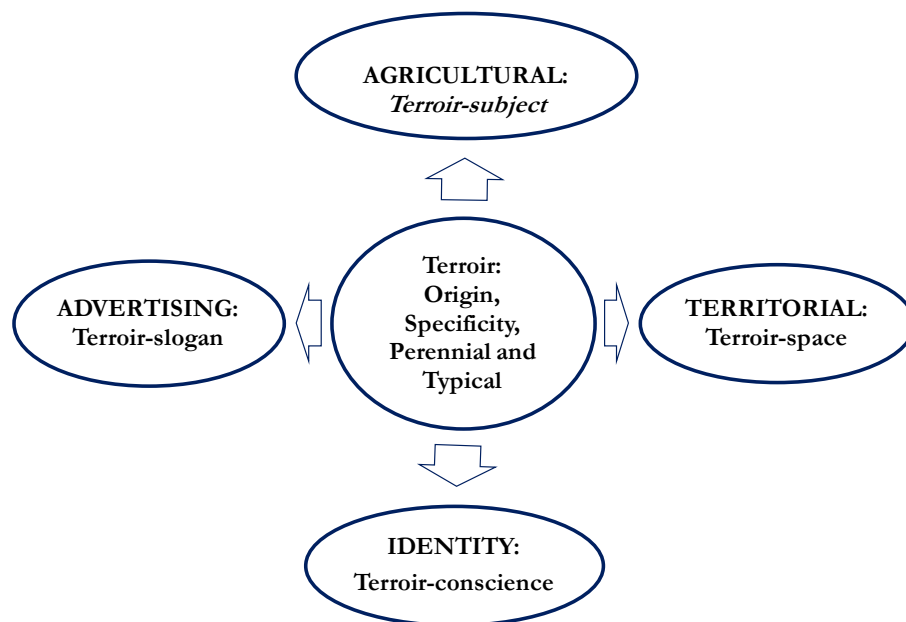 AGRICULTURAL:
Terroir-subject
Terroir:
Origin,
Specificity,
Perennial and
Typical
ADVERTISING:
Terroir-slogan
TERRITORIAL:
Terroir-space
IDENTITY:
Terroir-conscience